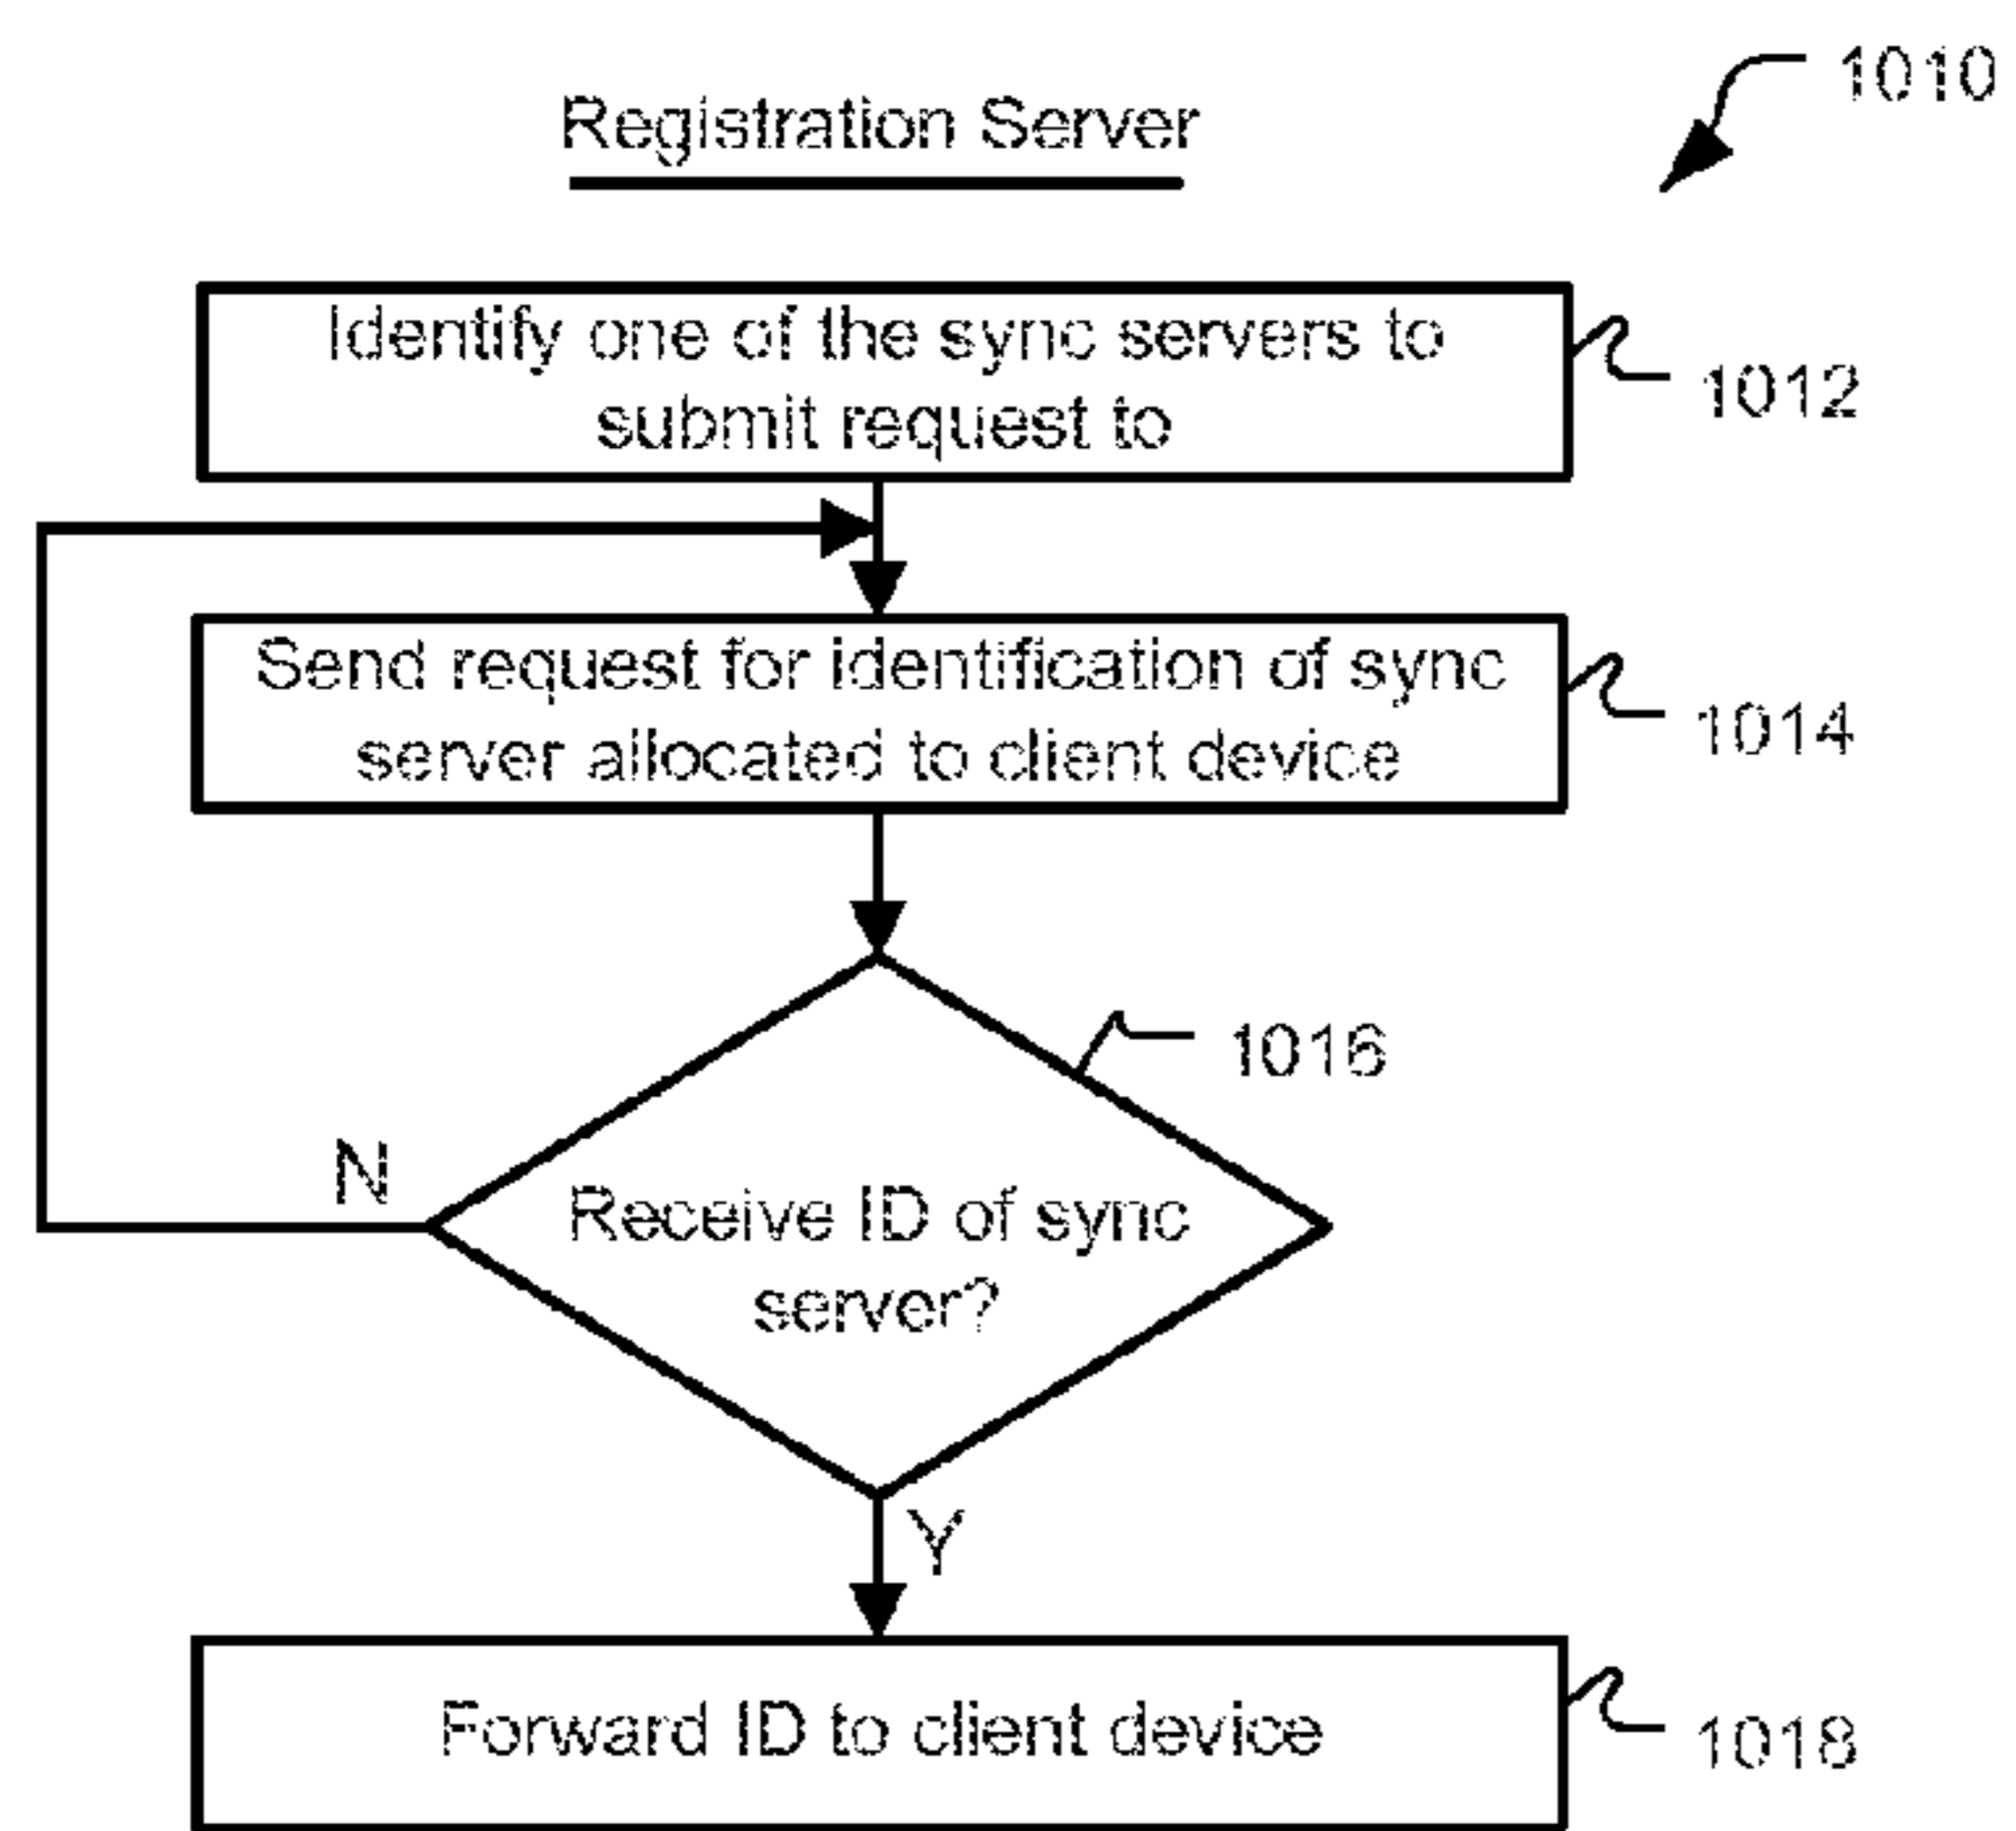 1010
Registration Server
Identify one of the sync servers to
submit request to
1012
Send request for identification of sync
server allocated to client device
1014
1016
N
Receive ID of sync
server?
Y
Forward ID to client device
1018